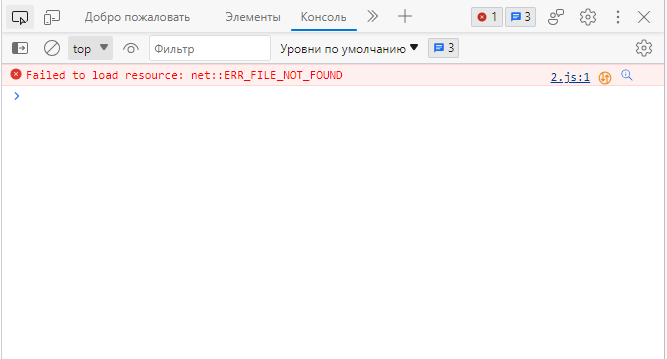 Добро пожаловать Элементы Консоль 1 3
top Фильтр Уровни по умолчанию 3
Failed to load resource: net::ERR_FILE_NOT_FOUND 2.js:1